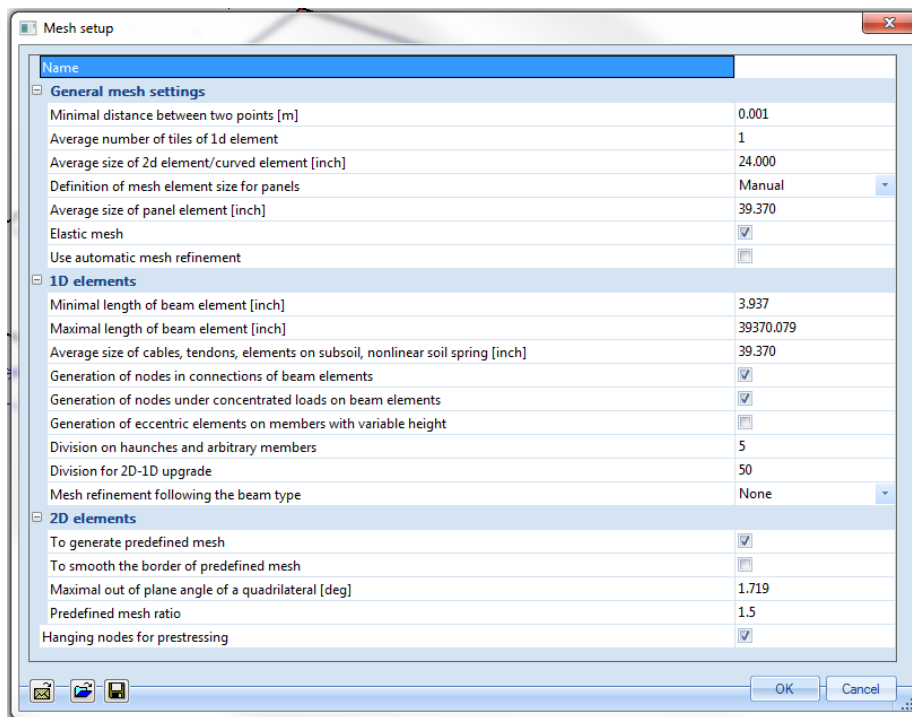 Mesh setup
Name
General mesh settings
Minimal distance between two points [m] 0.001
Average number of tiles of 1d element 1
Average size of 2d element/curved element [inch] 24.000
Definition of mesh element size for panels Manual
Average size of panel element [inch] 39.370
Elastic mesh
Use automatic mesh refinement
1D elements
Minimal length of beam element [inch] 3.937
Maximal length of beam element [inch] 39370.079
Average size of cables, tendons, elements on subsoil, nonlinear soil spring [inch] 39.370
Generation of nodes in connections of beam elements
Generation of nodes under concentrated loads on beam elements
Generation of eccentric elements on members with variable height
Division on haunches and arbitrary members 5
Division for 2D-1D upgrade 50
Mesh refinement following the beam type None
2D elements
To generate predefined mesh
To smooth the border of predefined mesh
Maximal out of plane angle of a quadrilateral [deg] 1.719
Predefined mesh ratio 1.5
Hanging nodes for prestressing
OK Cancel